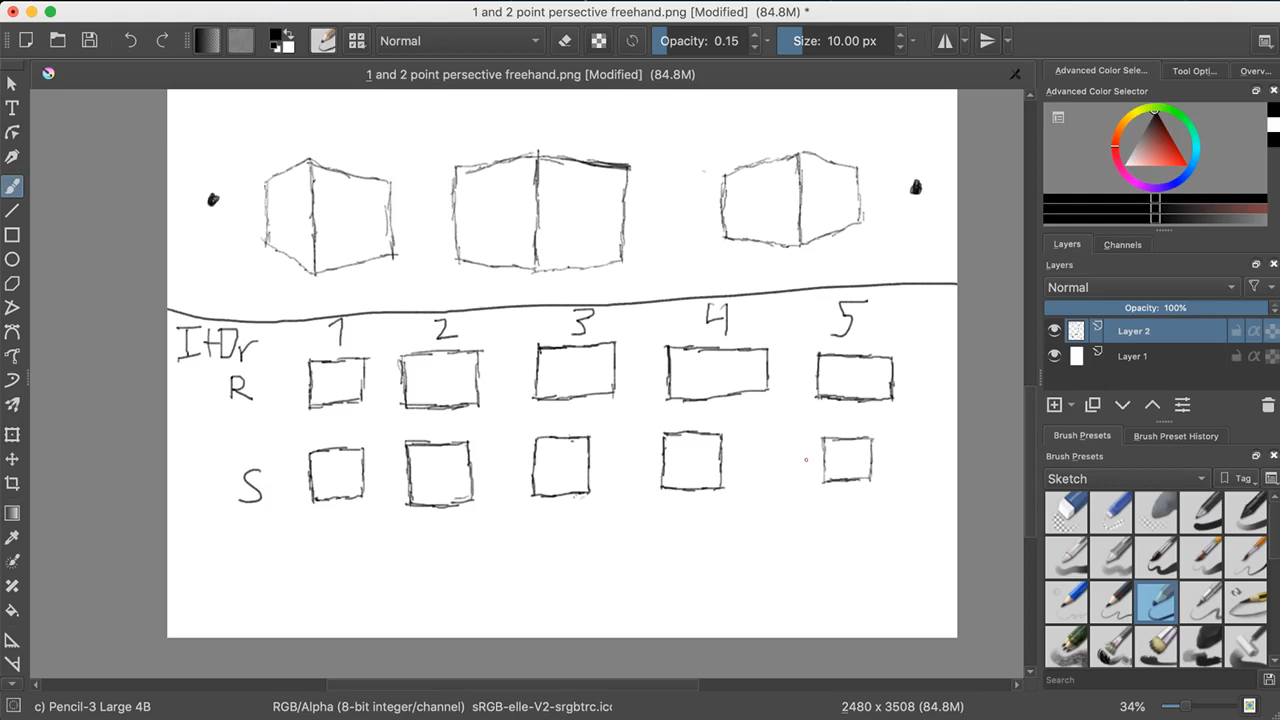 1 and 2 point persective freehand.png [Modified] (84.8M) *
Normal
Opacity: 0.15
Size: 10.00 px
1 and 2 point persective freehand.png [Modified] (84.8M)
Advanced Color Sele...
Tool Opti...
Overv...
Advanced Color Selector
Layers
Channels
Layers
Normal
Opacity: 100%
Layer 2
Layer 1
Brush Presets
Brush Preset History
Brush Presets
Sketch
Tag
Search
1 2 3 4 5
R
S
c) Pencil-3 Large 4B
RGB/Alpha (8-bit integer/channel) sRGB-elle-V2-srgbtrc.icc
2480 x 3508 (84.8M)
34%